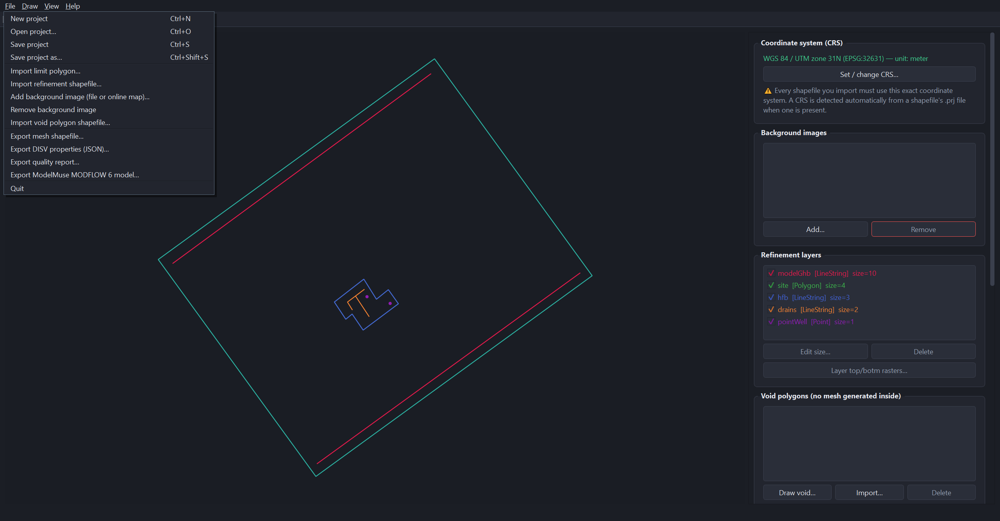 File Draw View Help
New project Ctrl+N
Open project... Ctrl+O
Save project Ctrl+S
Save project as... Ctrl+Shift+S
Import limit polygon...
Import refinement shapefile...
Add background image (file or online map)...
Remove background image
Import void polygon shapefile...
Export mesh shapefile...
Export DISV properties (JSON)...
Export quality report...
Export ModelMuse MODFLOW 6 model...
Quit
Coordinate system (CRS)
WGS 84 / UTM zone 31N (EPSG:32631) — unit: meter
Set / change CRS...
⚠ Every shapefile you import must use this exact coordinate
system. A CRS is detected automatically from a shapefile's .prj file
when one is present.
Background images
Add... Remove
Refinement layers
modelGhb [LineString] size=10
site [Polygon] size=4
hfb [LineString] size=3
drains [LineString] size=2
pointWell [Point] size=1
Edit size... Delete
Layer top/botm rasters...
Void polygons (no mesh generated inside)
Draw void... Import... Delete